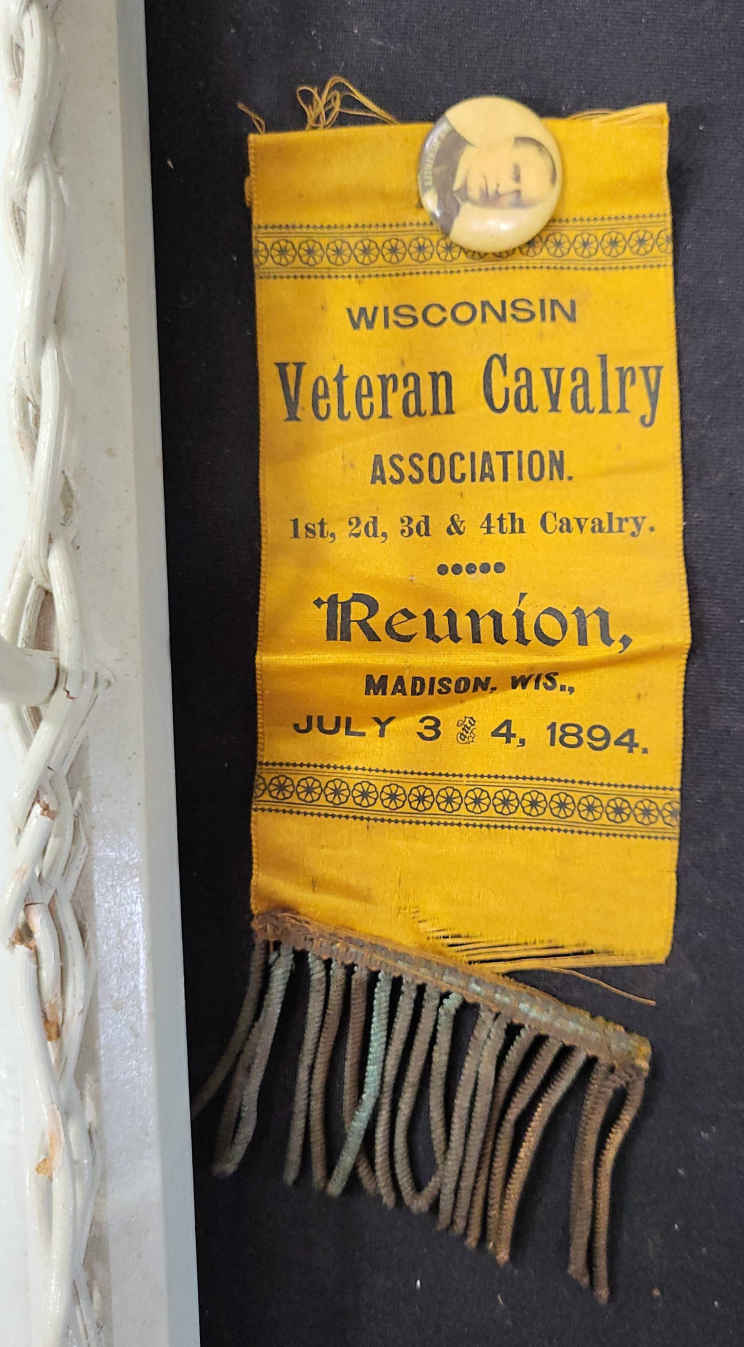 WISCONSIN
Veteran Cavalry
ASSOCIATION.
1st, 2d, 3d & 4th Cavalry.
Reunion,
MADISON, WIS.,
JULY 3 and 4, 1894.